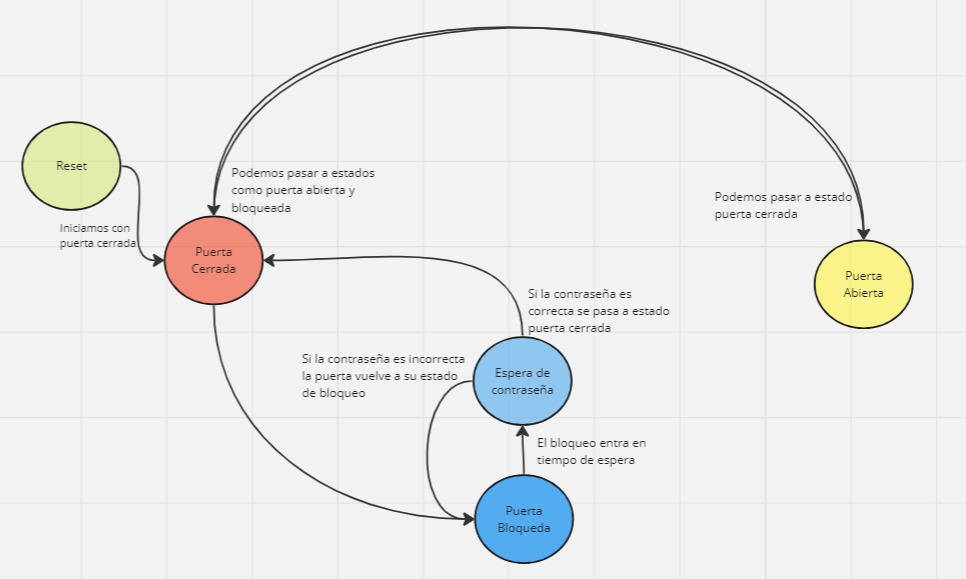 Reset
Iniciamos con
puerta cerrada
Podemos pasar a estados
como puerta abierta y
bloqueada
Puerta
Cerrada
Podemos pasar a estado
puerta cerrada
Puerta
Abierta
Si la contraseña es
correcta se pasa a estado
puerta cerrada
Si la contraseña es incorrecta
la puerta vuelve a su estado
de bloqueo
Espera de
contraseña
El bloqueo entra en
tiempo de espera
Puerta
Bloqueda